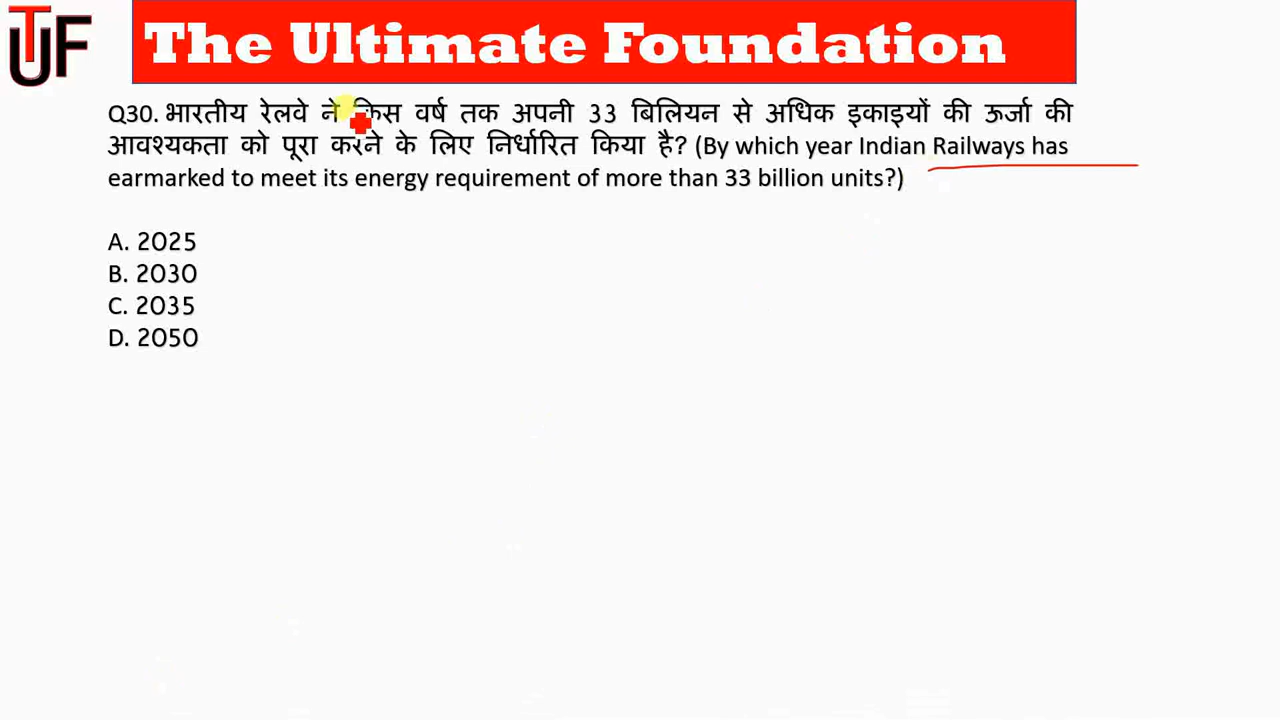 TUF
The Ultimate Foundation
Q30. भारतीय रेलवे ने किस वर्ष तक अपनी 33 बिलियन से अधिक इकाइयों की ऊर्जा की
आवश्यकता को पूरा करने के लिए निर्धारित किया है? (By which year Indian Railways has
earmarked to meet its energy requirement of more than 33 billion units?)
A. 2025
B. 2030
C. 2035
D. 2050